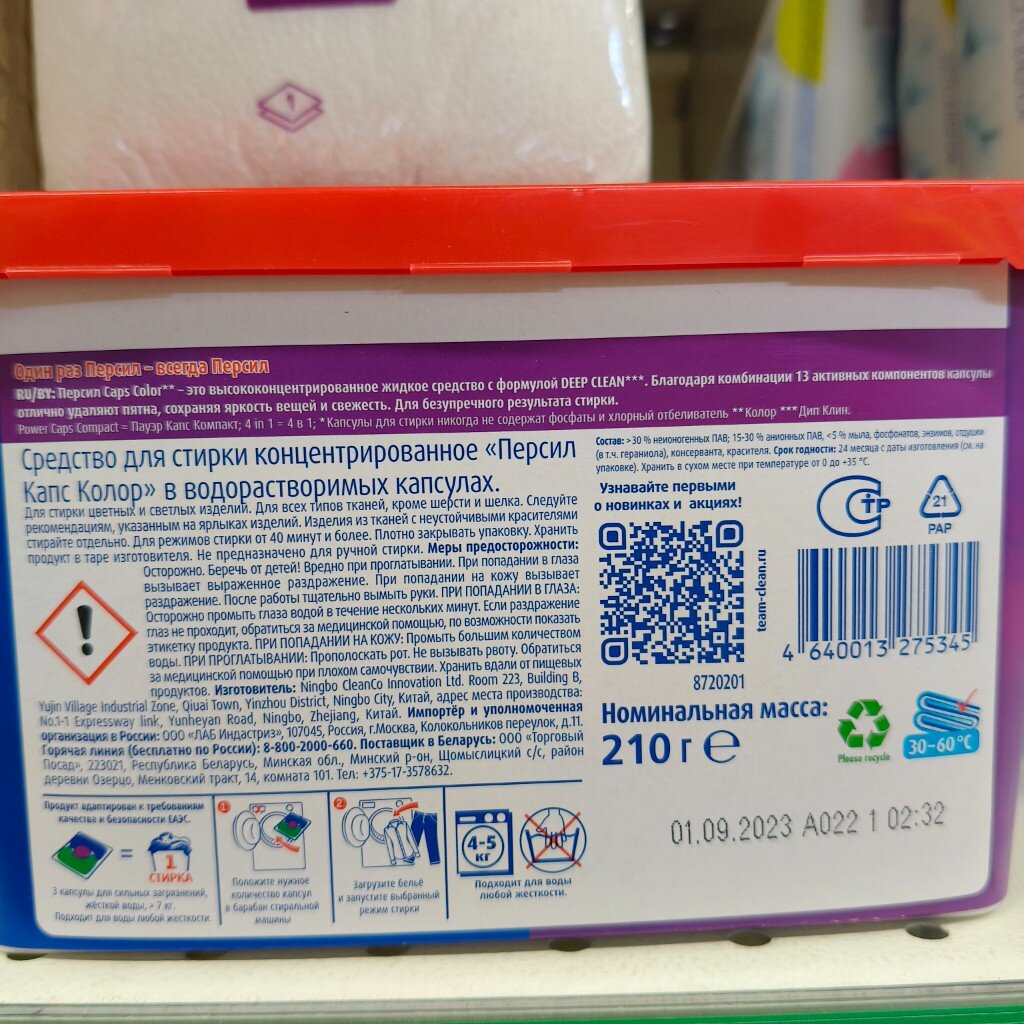 Один раз Персил – всегда Персил
RU/BY: Персил Caps Color** – это высококонцентрированное жидкое средство с формулой DEEP CLEAN***. Благодаря комбинации 13 активных компонентов капсулы
отлично удаляют пятна, сохраняя яркость вещей и свежесть. Для безупречного результата стирки.
Power Caps Compact = Пауэр Капс Компакт; 4 in 1 = 4 в 1; *Капсулы для стирки никогда не содержат фосфаты и хлорный отбеливатель **Колор ***Дип Клин.
Средство для стирки концентрированное «Персил
Капс Колор» в водорастворимых капсулах.
Для стирки цветных и светлых изделий. Для всех типов тканей, кроме шерсти и шелка. Следуйте
рекомендациям, указанным на ярлыках изделий. Изделия из тканей с неустойчивыми красителями
стирайте отдельно. Для режимов стирки от 40 минут и более. Плотно закрывать упаковку. Хранить
продукт в таре изготовителя. Не предназначено для ручной стирки. Меры предосторожности:
Осторожно. Беречь от детей! Вредно при проглатывании. При попадании в глаза
вызывает выраженное раздражение. При попадании на кожу вызывает
раздражение. После работы тщательно вымыть руки. ПРИ ПОПАДАНИИ В ГЛАЗА:
Осторожно промыть глаза водой в течение нескольких минут. Если раздражение
глаз не проходит, обратиться за медицинской помощью, по возможности показать
этикетку продукта. ПРИ ПОПАДАНИИ НА КОЖУ: Промыть большим количеством
воды. ПРИ ПРОГЛАТЫВАНИИ: Прополоскать рот. Не вызывать рвоту. Обратиться
за медицинской помощью при плохом самочувствии. Хранить вдали от пищевых
продуктов. Изготовитель: Ningbo CleanCo Innovation Ltd. Room 223, Building B,
Yujin Village Industrial Zone, Qiuai Town, Yinzhou District, Ningbo City, Китай, адрес места производства:
No.1-1 Expressway link, Yunheyan Road, Ningbo, Zhejiang, Китай. Импортёр и уполномоченная
организация в России: ООО «ЛАБ Индастриз», 107045, Россия, г.Москва, Колокольников переулок, д.11.
Горячая линия (бесплатно по России): 8-800-2000-660. Поставщик в Беларусь: ООО «Торговый
Посад», 223021, Республика Беларусь, Минский р-он, Щомыслицкий с/с, район
деревни Озерцо, Менковский тракт, 14, комната 101. Тел: +375-17-3578632.
Состав: >30 % неионогенных ПАВ; 15-30 % анионных ПАВ, <5 % мыла, фосфонатов, энзимов, отдушки
(в т.ч. гераниола), консерванта, красителя. Срок годности: 24 месяца с даты изготовления (см. на
упаковке). Хранить в сухом месте при температуре от 0 до +35 °C.
Узнавайте первыми
о новинках и акциях!
team-clean.ru
8720201
СТР
21
PAP
4 640013 275345
Номинальная масса:
210 г ℮
Please recycle
30–60°C
01.09.2023 A022 1 02:32
Продукт адаптирован к требованиям
качества и безопасности ЕАЭС.
= 1
СТИРКА
3 капсулы для сильных загрязнений,
жёсткой воды, > 7 кг.
Подходит для воды любой жесткости.
1
Положите нужное
количество капсул
в барабан стиральной
машины
2
Загрузите бельё
и запустите выбранный
режим стирки
4-5
кг
Подходит для воды
любой жесткости.